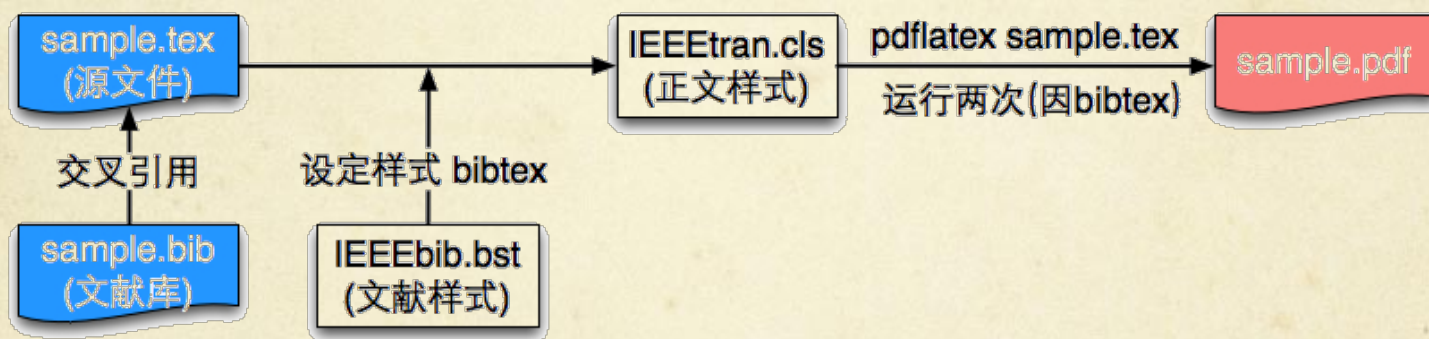 sample.tex
(源文件)
IEEEtran.cls
(正文样式)
pdflatex sample.tex
运行两次(因bibtex)
sample.pdf
交叉引用
设定样式 bibtex
sample.bib
(文献库)
IEEEbib.bst
(文献样式)